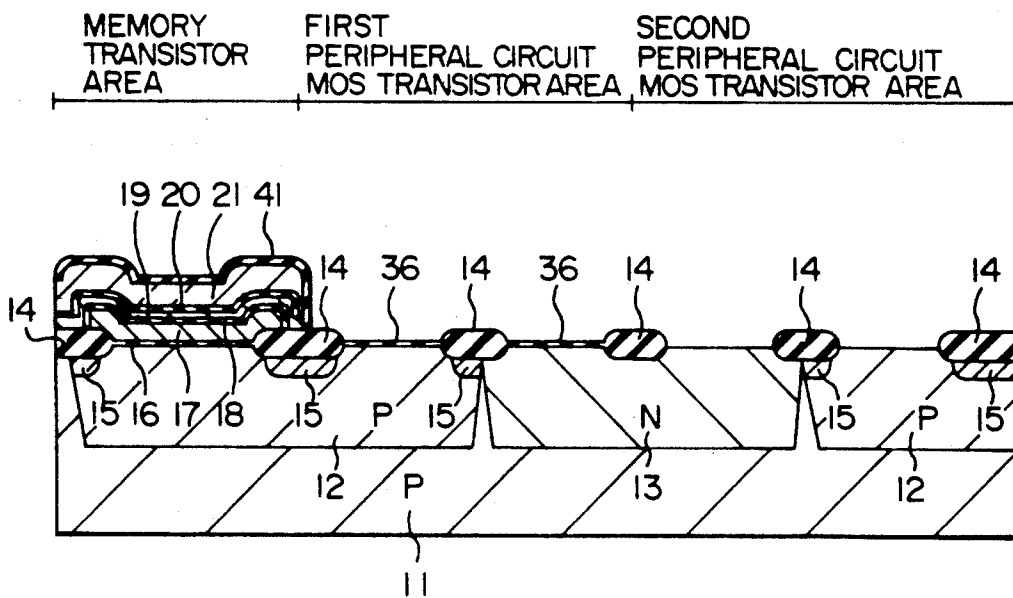 MEMORY
TRANSISTOR
AREA
FIRST
PERIPHERAL CIRCUIT
MOS TRANSISTOR AREA
SECOND
PERIPHERAL CIRCUIT
MOS TRANSISTOR AREA
19 20 21 41
14 14 36 14 36 14 14 14
15 16 17 18 15 P 15 N 15 P 15
12 P 13 12
11